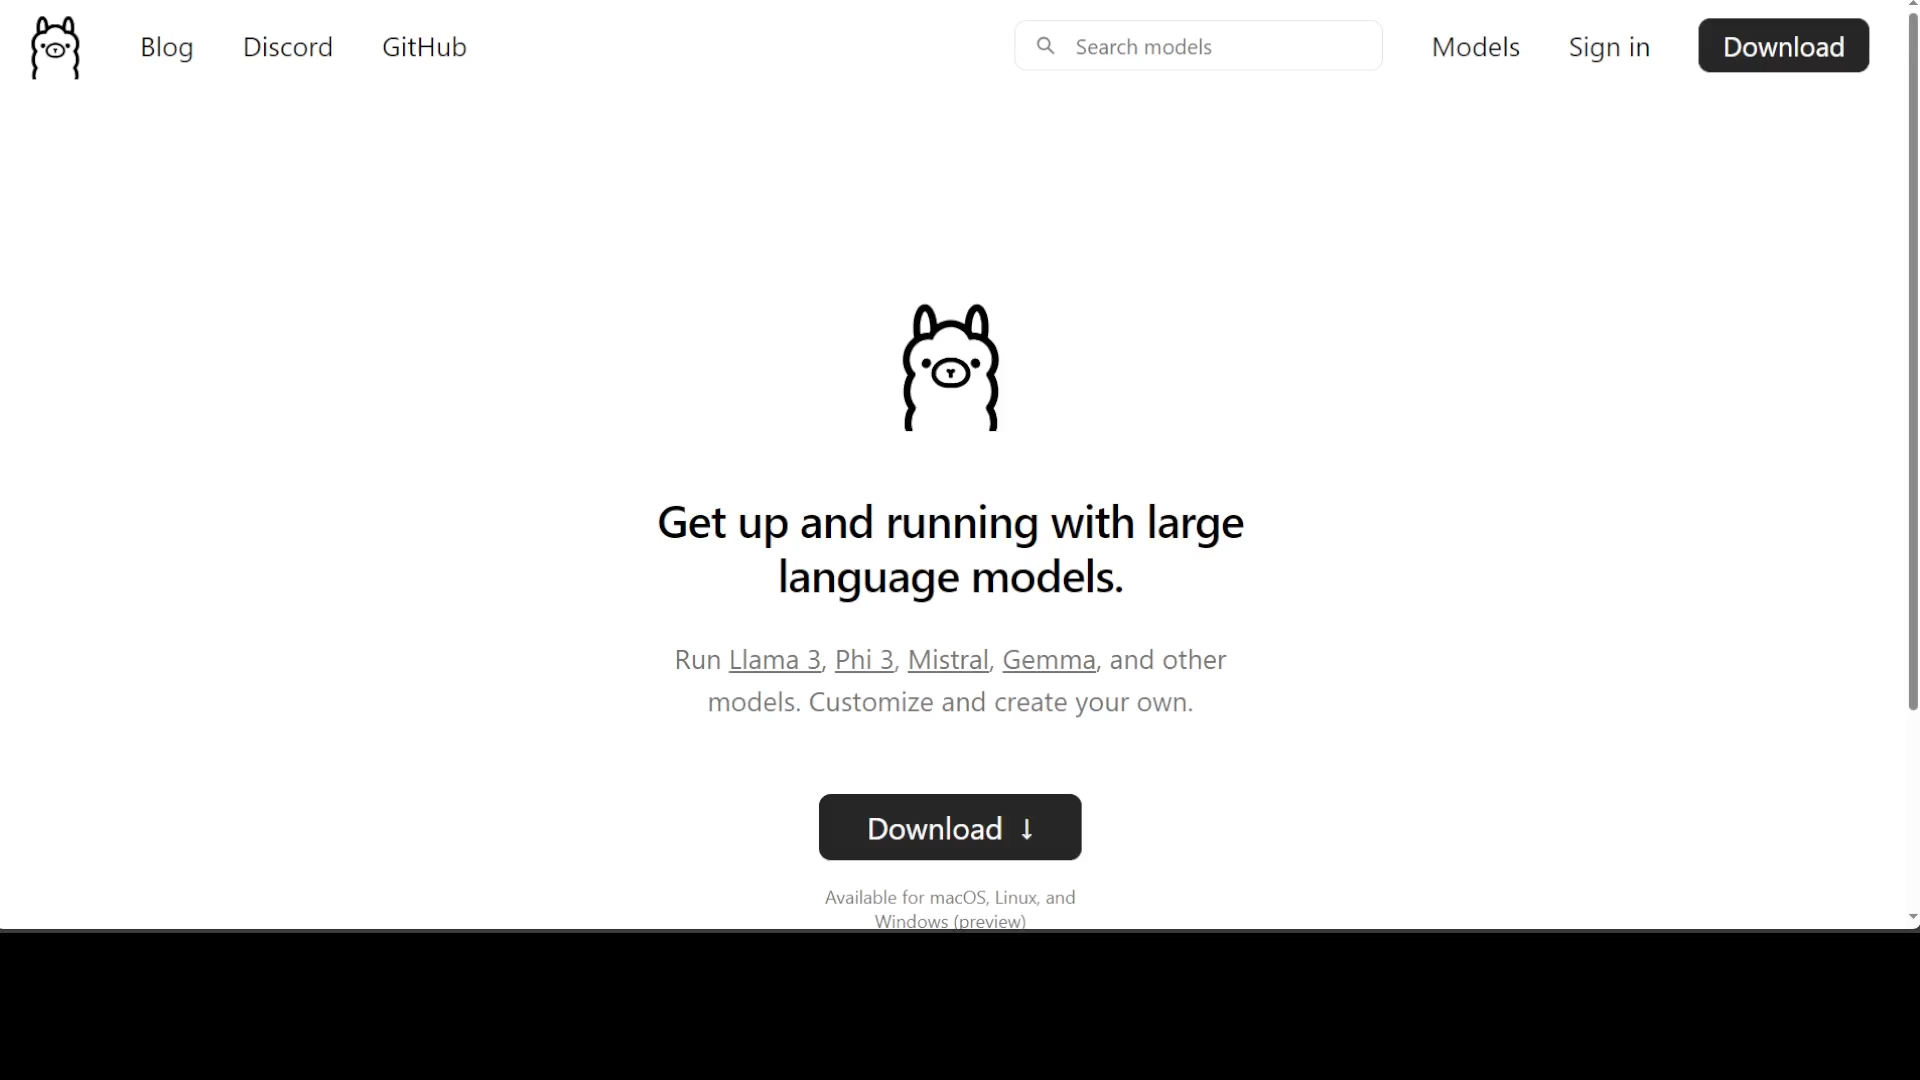 Blog Discord GitHub Search models Models Sign in Download
Get up and running with large
language models.
Run Llama 3, Phi 3, Mistral, Gemma, and other
models. Customize and create your own.
Download ↓
Available for macOS, Linux, and
Windows (preview)